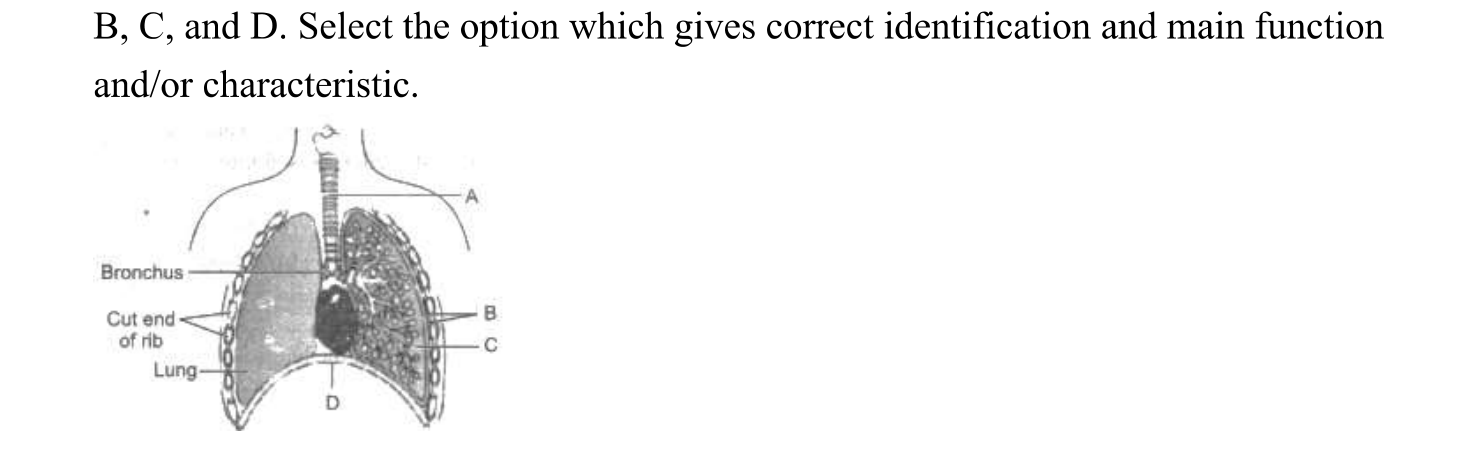 B, C, and D. Select the option which gives correct identification and main function
and/or characteristic.
A
Bronchus
Cut end
of rib
B
C
Lung
D